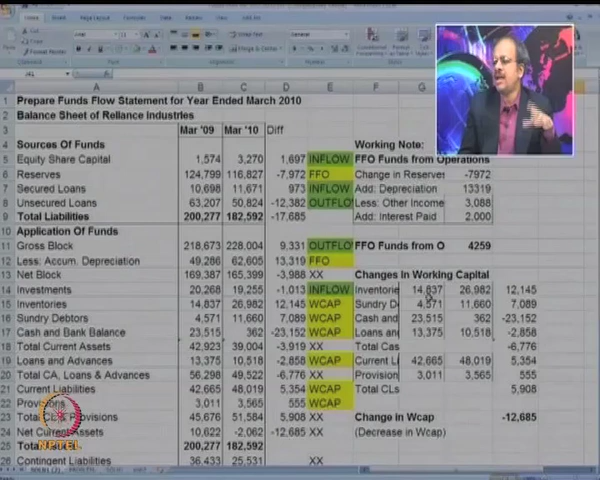 Prepare Funds Flow Statement for Year Ended March 2010
Balance Sheet of Reliance industries
Mar '09 Mar '10 Diff
Sources Of Funds Working Note:
Equity Share Capital 1,574 3,270 1,697 INFLOW FFO Funds from Operations
Reserves 124,799 116,827 -7,972 FFO Change in Reserve -7972
Secured Loans 10,698 11,671 973 INFLOW Add: Depreciation 13319
Unsecured Loans 63,207 50,824 -12,382 OUTFLO Less: Other Income 3,088
Total Liabilities 200,277 182,592 -17,685 Add: Interest Paid 2,000
Application Of Funds
Gross Block 218,673 228,004 9,331 OUTFLO FFO Funds from O 4259
Less: Accum. Depreciation 49,286 62,605 13,319 FFO
Net Block 169,387 165,399 -3,988 XX Changes in Working Capital
Investments 20,268 19,255 -1,013 INFLOW Inventorie 14,837 26,982 12,145
Inventories 14,837 26,982 12,145 WCAP Sundry D 4,571 11,660 7,089
Sundry Debtors 4,571 11,660 7,089 WCAP Cash and 23,515 362 -23,152
Cash and Bank Balance 23,515 362 -23,152 WCAP Loans an 13,375 10,518 -2,858
Total Current Assets 42,923 39,004 -3,919 XX Total Cas -6,776
Loans and Advances 13,375 10,518 -2,858 WCAP Current L 42,665 48,019 5,354
Total CA, Loans & Advances 56,298 49,522 -6,776 XX Provision 3,011 3,565 555
Current Liabilities 42,665 48,019 5,354 WCAP Total CLs 5,908
Provisions 3,011 3,565 555 WCAP
Total CL & Provisions 45,676 51,584 5,908 XX Change in Wcap -12,685
Net Current Assets 10,622 -2,062 -12,685 XX (Decrease in Wcap)
Total 200,277 182,592
Contingent Liabilities 36,433 25,531 XX
NPTEL